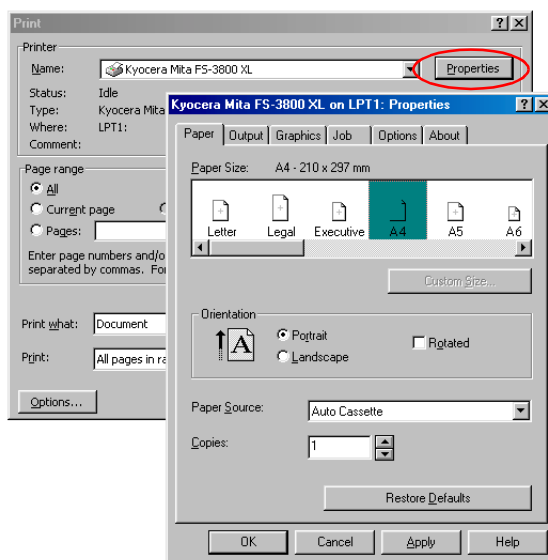 Print
Printer
Name: Kyocera Mita FS-3800 XL Properties
Status: Idle
Type: Kyocera Mita
Where: LPT1:
Comment:
Page range
All
Current page
Pages:
Enter page numbers and/o
separated by commas. Fo
Print what: Document
Print: All pages in ra
Options...
Kyocera Mita FS-3800 XL on LPT1: Properties
Paper Output Graphics Job Options About
Paper Size: A4 - 210 x 297 mm
Letter Legal Executive A4 A5 A6
Custom Size...
Orientation
A
Portrait
Landscape
Rotated
Paper Source: Auto Cassette
Copies: 1
Restore Defaults
OK Cancel Apply Help